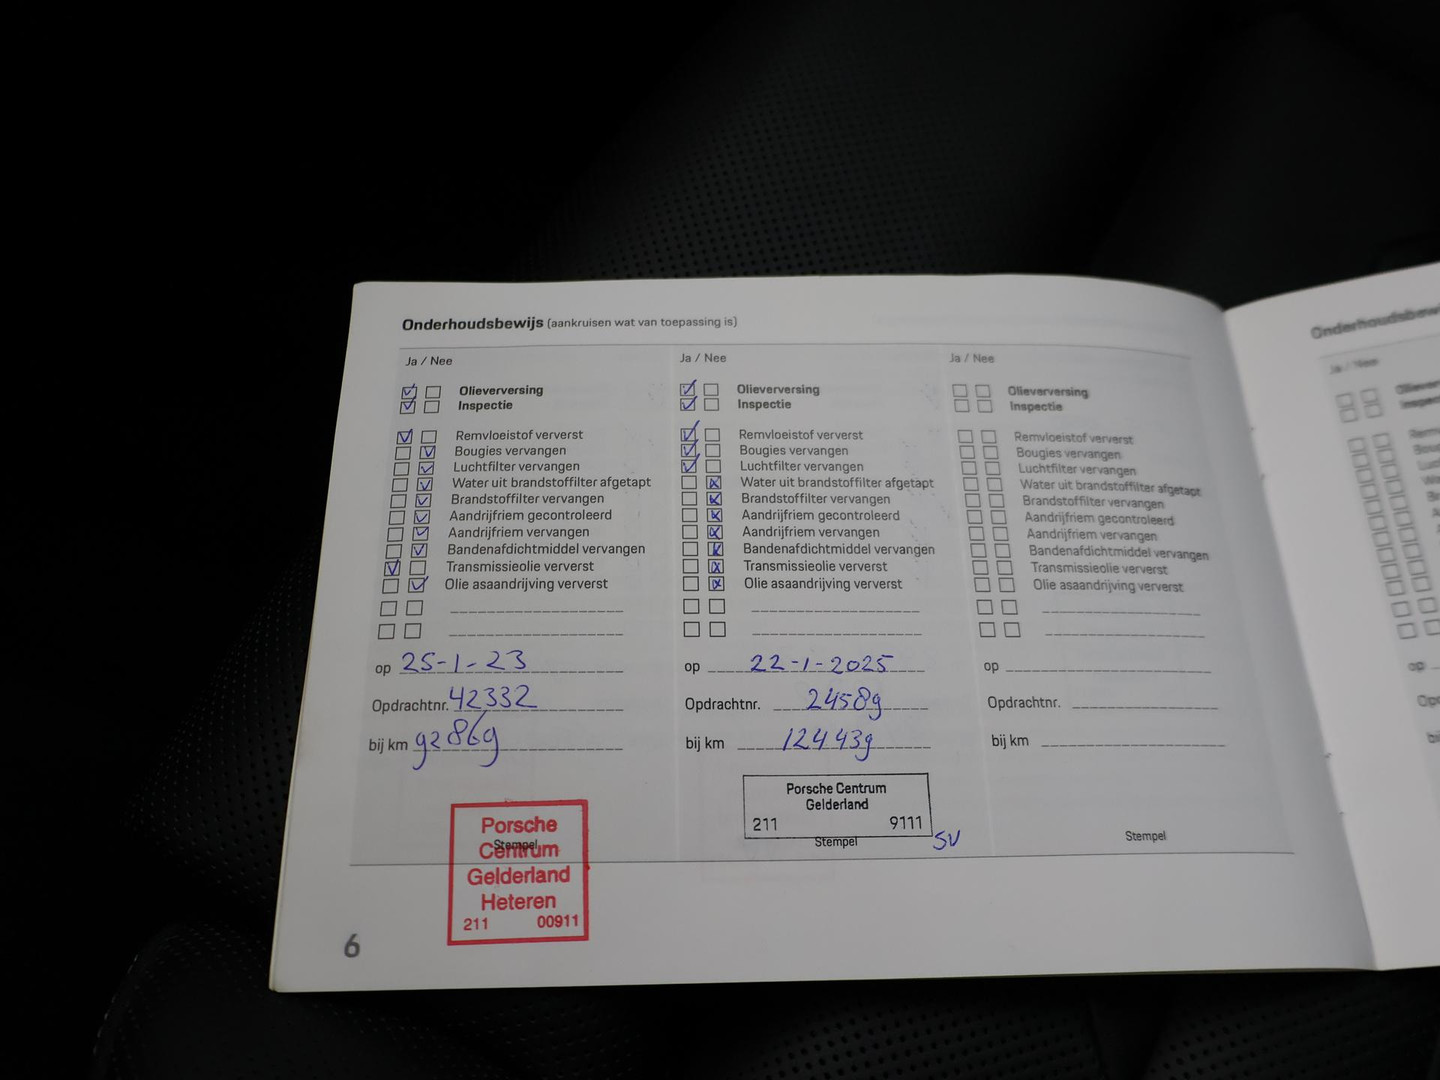 Onderhoudsbewijs (aankruisen wat van toepassing is)
Ja / Nee
Olieverversing
Inspectie
Remvloeistof ververst
Bougies vervangen
Luchtfilter vervangen
Water uit brandstoffilter afgetapt
Brandstoffilter vervangen
Aandrijfriem gecontroleerd
Aandrijfriem vervangen
Bandenafdichtmiddel vervangen
Transmissieolie ververst
Olie asaandrijving ververst
op 25-1-23
Opdrachtnr. 42332
bij km 92869
Stempel
Porsche
Centrum
Gelderland
Heteren
211 00911
Ja / Nee
Olieverversing
Inspectie
Remvloeistof ververst
Bougies vervangen
Luchtfilter vervangen
Water uit brandstoffilter afgetapt
Brandstoffilter vervangen
Aandrijfriem gecontroleerd
Aandrijfriem vervangen
Bandenafdichtmiddel vervangen
Transmissieolie ververst
Olie asaandrijving ververst
op 22-1-2025
Opdrachtnr. 24589
bij km 124439
Porsche Centrum
Gelderland
211 9111
Stempel
SV
Ja / Nee
Olieverversing
Inspectie
Remvloeistof ververst
Bougies vervangen
Luchtfilter vervangen
Water uit brandstoffilter afgetapt
Brandstoffilter vervangen
Aandrijfriem gecontroleerd
Aandrijfriem vervangen
Bandenafdichtmiddel vervangen
Transmissieolie ververst
Olie asaandrijving ververst
op
Opdrachtnr.
bij km
Stempel
6
Ja / Nee
op